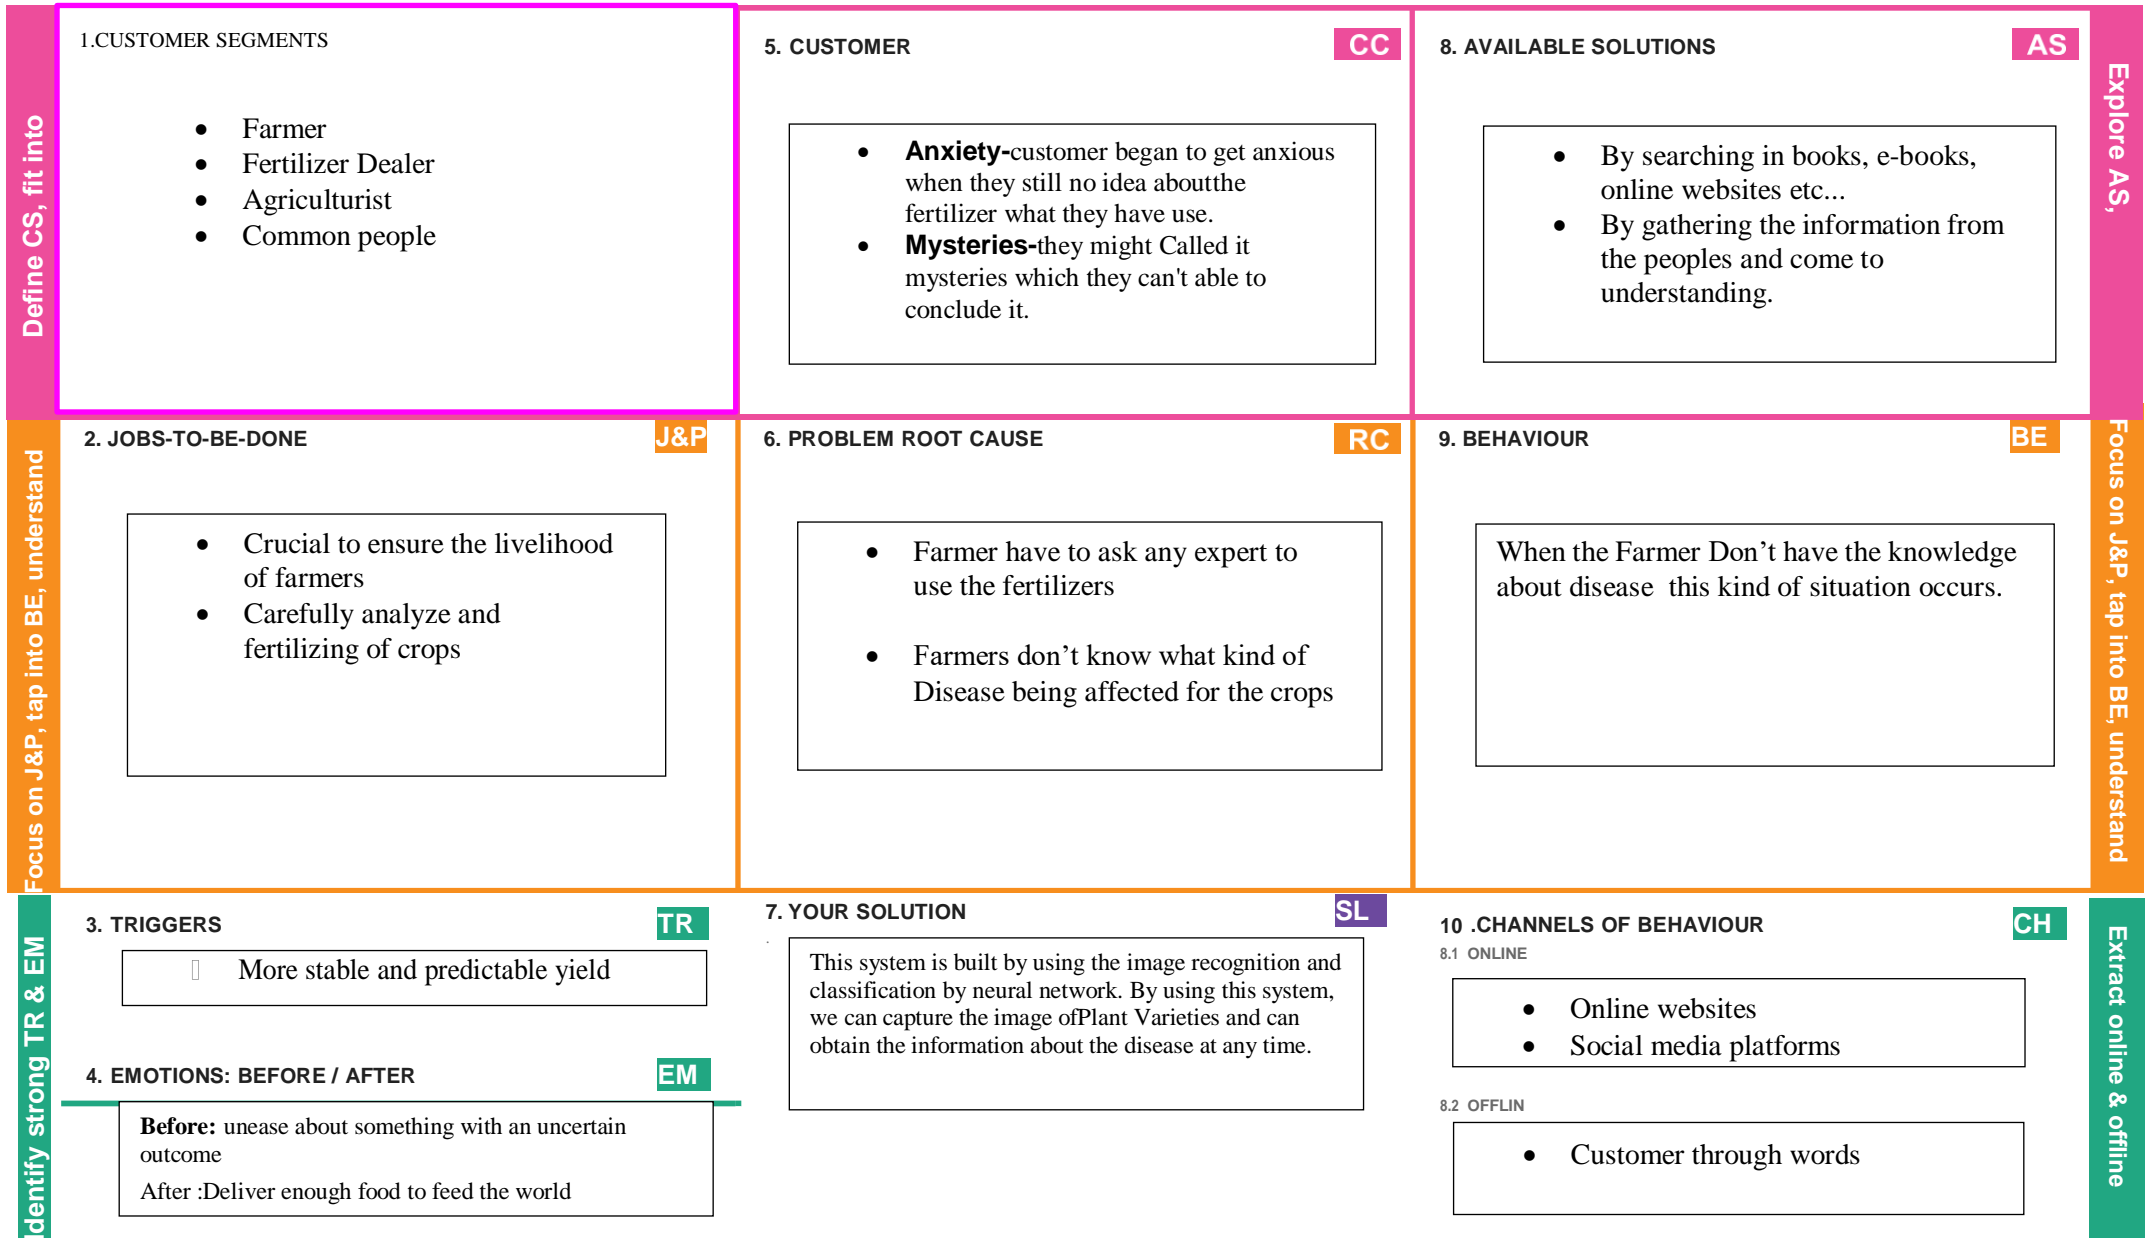 Define CS, fit into
1.CUSTOMER SEGMENTS
• Farmer
• Fertilizer Dealer
• Agriculturist
• Common people
5. CUSTOMER
CC
• Anxiety-customer began to get anxious
when they still no idea aboutthe
fertilizer what they have use.
• Mysteries-they might Called it
mysteries which they can't able to
conclude it.
8. AVAILABLE SOLUTIONS
AS
• By searching in books, e-books,
online websites etc...
• By gathering the information from
the peoples and come to
understanding.
Explore AS,
Focus on J&P, tap into BE, understand
2. JOBS-TO-BE-DONE
J&P
• Crucial to ensure the livelihood
of farmers
• Carefully analyze and
fertilizing of crops
6. PROBLEM ROOT CAUSE
RC
• Farmer have to ask any expert to
use the fertilizers
• Farmers don’t know what kind of
Disease being affected for the crops
9. BEHAVIOUR
BE
When the Farmer Don’t have the knowledge
about disease  this kind of situation occurs.
Focus on J&P, tap into BE, understand
Identify strong TR & EM
3. TRIGGERS
TR
More stable and predictable yield
4. EMOTIONS: BEFORE / AFTER
EM
Before: unease about something with an uncertain
outcome
After :Deliver enough food to feed the world
7. YOUR SOLUTION
SL
.
This system is built by using the image recognition and
classification by neural network. By using this system,
we can capture the image ofPlant Varieties and can
obtain the information about the disease at any time.
10 .CHANNELS OF BEHAVIOUR
CH
8.1 ONLINE
• Online websites
• Social media platforms
8.2 OFFLIN
• Customer through words
Extract online & offline